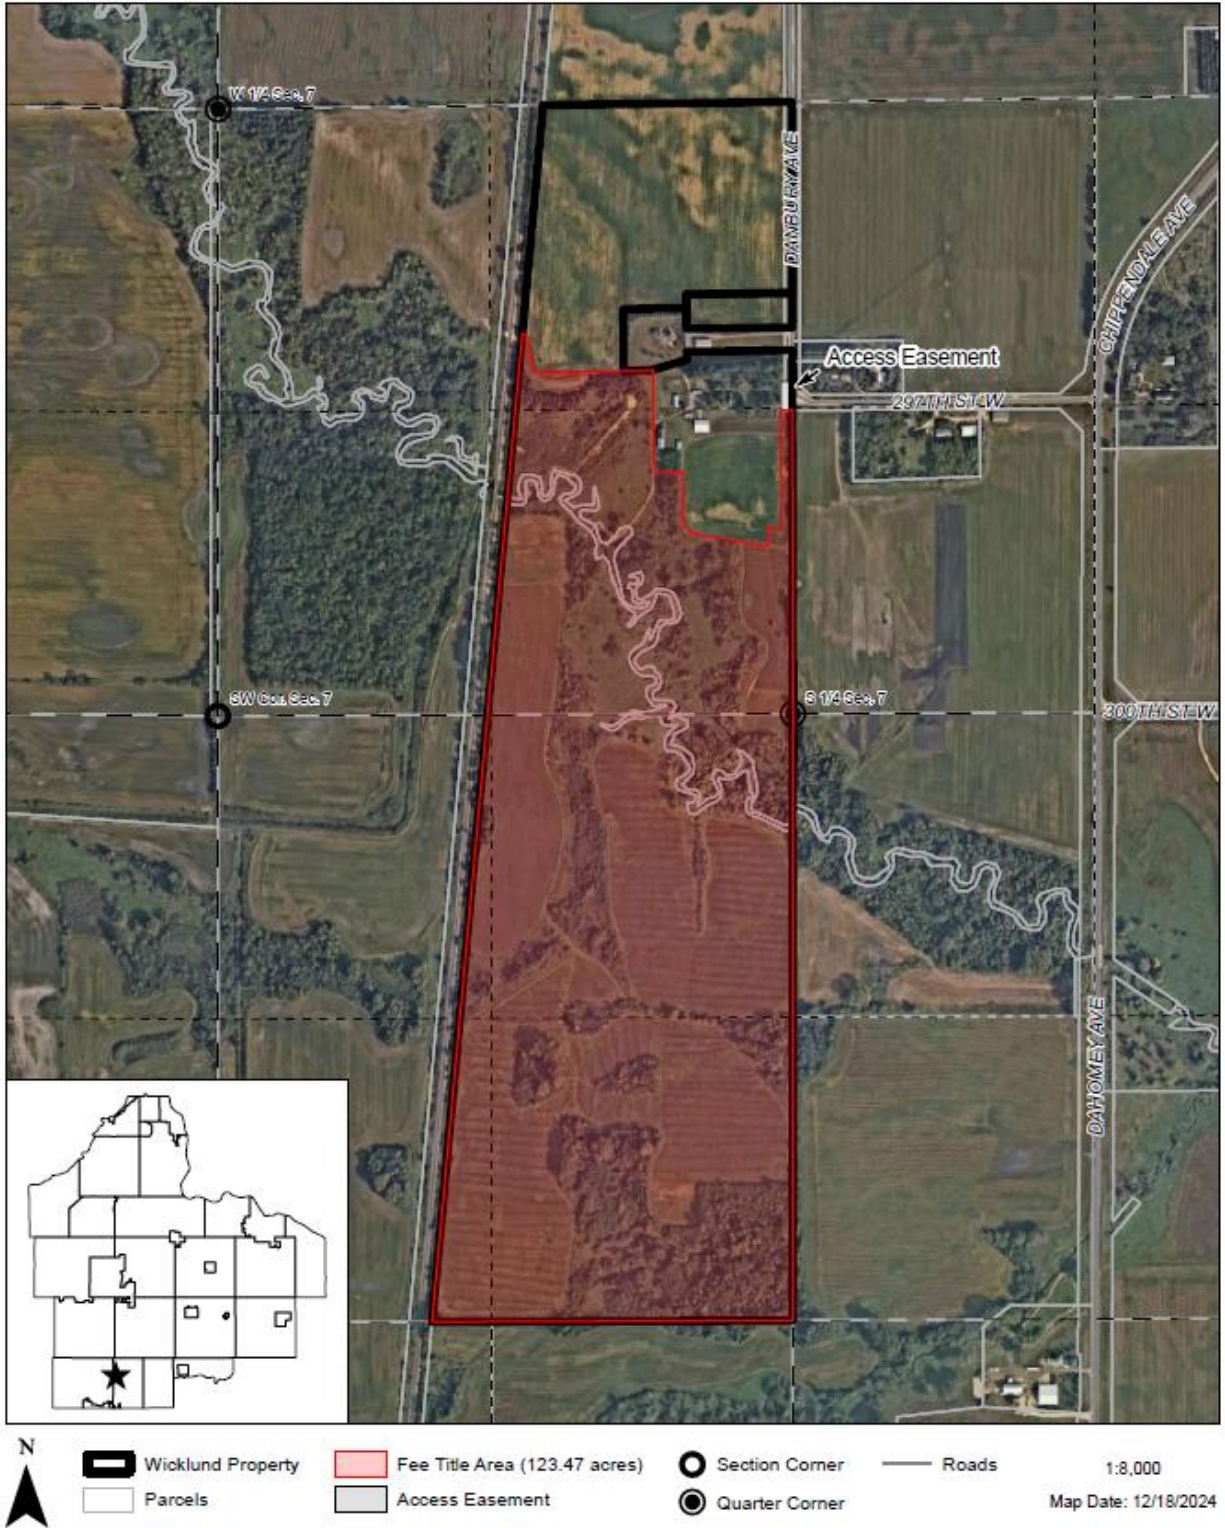 W 1/4 Sec. 7
DANBURY AVE
CHIPPENDALE AVE
Access Easement
297TH ST W
SW Cor. Sec. 7
S 1/4 Sec. 7
300TH ST W
DAHOMEY AVE
N
Wicklund Property
Fee Title Area (123.47 acres)
Section Corner
Roads
1:8,000
Parcels
Access Easement
Quarter Corner
Map Date: 12/18/2024